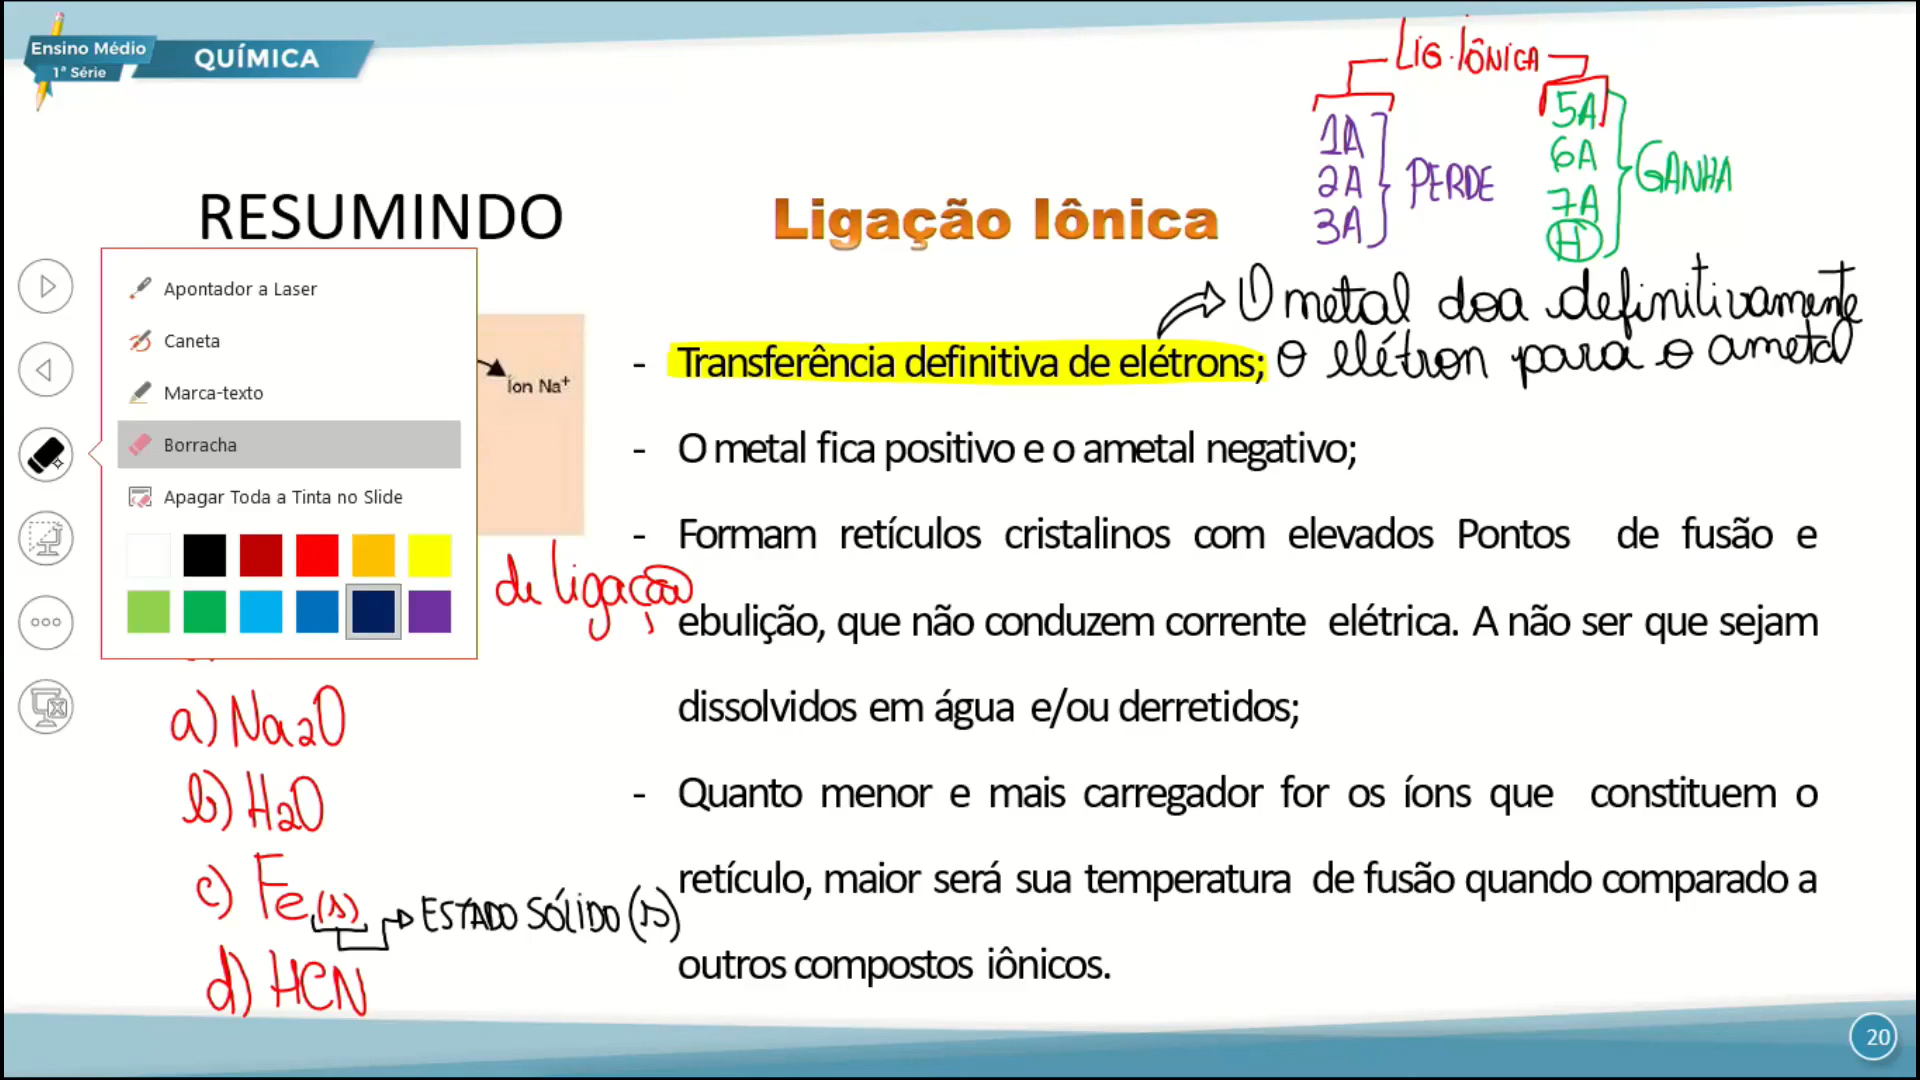 Ensino Médio
1ª Série
QUÍMICA
LIG. IÔNICA
1A
2A
3A
PERDE
5A
6A
7A
H
GANHA
RESUMINDO
Ligação Iônica
O metal doa definitivamente
o elétron para o ametal
Apontador a Laser
Caneta
Marca-texto
Borracha
Apagar Toda a Tinta no Slide
Íon Na⁺
- Transferência definitiva de elétrons;
- O metal fica positivo e o ametal negativo;
- Formam retículos cristalinos com elevados Pontos de fusão e
ebulição, que não conduzem corrente elétrica. A não ser que sejam
dissolvidos em água e/ou derretidos;
- Quanto menor e mais carregador for os íons que constituem o
retículo, maior será sua temperatura de fusão quando comparado a
outros compostos iônicos.
de ligação
a) Na₂O
b) H₂O
c) Fe(s)
ESTADO SÓLIDO (s)
d) HCN
20